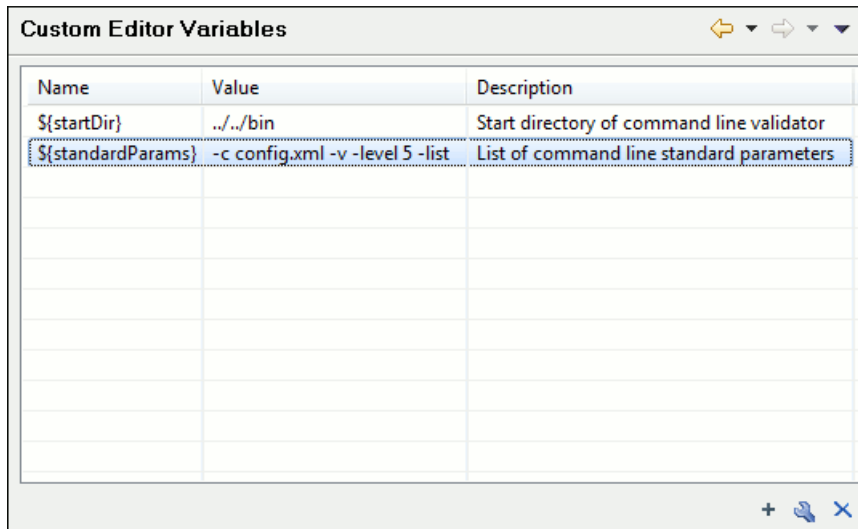 Custom Editor Variables
Name Value Description
${startDir} ../../bin Start directory of command line validator
${standardParams} -c config.xml -v -level 5 -list List of command line standard parameters